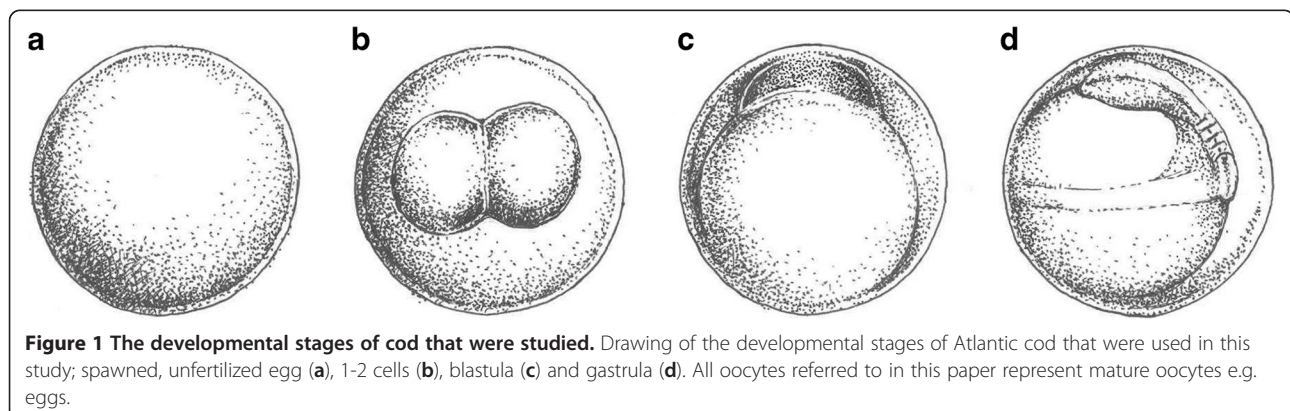 a b c d
Figure 1 The developmental stages of cod that were studied. Drawing of the developmental stages of Atlantic cod that were used in this
study; spawned, unfertilized egg (a), 1-2 cells (b), blastula (c) and gastrula (d). All oocytes referred to in this paper represent mature oocytes e.g.
eggs.